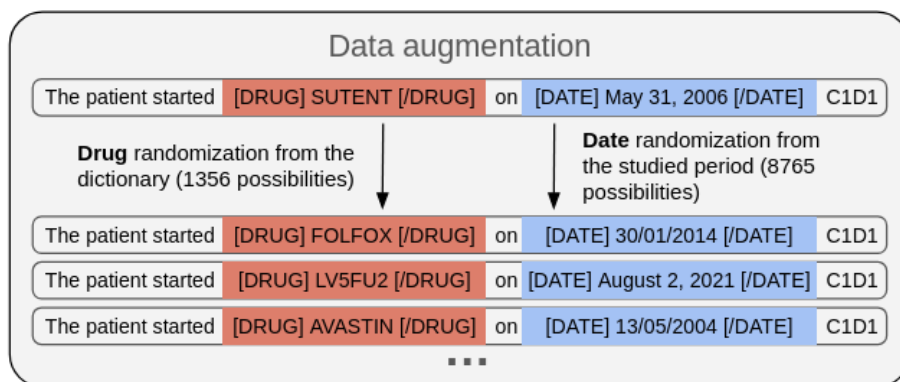 Data augmentation
The patient started [DRUG] SUTENT [/DRUG] on [DATE] May 31, 2006 [/DATE] C1D1
Drug randomization from the
dictionary (1356 possibilities)
Date randomization from
the studied period (8765
possibilities)
The patient started [DRUG] FOLFOX [/DRUG] on [DATE] 30/01/2014 [/DATE] C1D1
The patient started [DRUG] LV5FU2 [/DRUG] on [DATE] August 2, 2021 [/DATE] C1D1
The patient started [DRUG] AVASTIN [/DRUG] on [DATE] 13/05/2004 [/DATE] C1D1
...